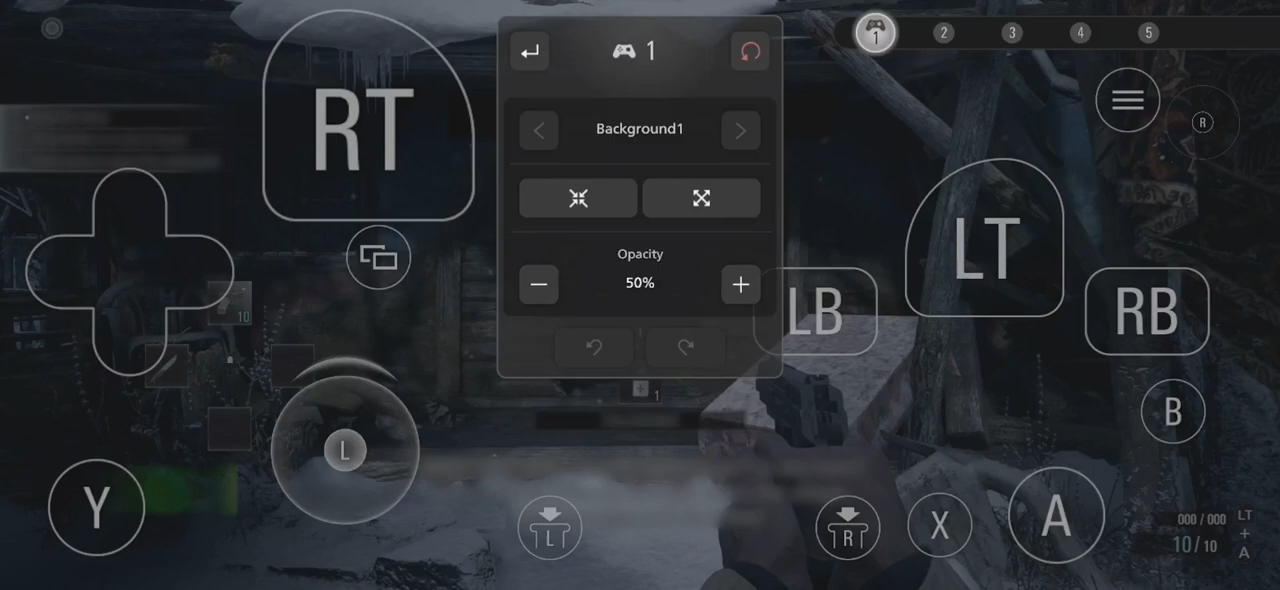 1
1
2
3
4
5
RT
Background1
R
LT
Opacity
50%
LB
RB
10
1
B
L
Y
L
R
X
A
000 / 000
10 / 10
LT
+
A